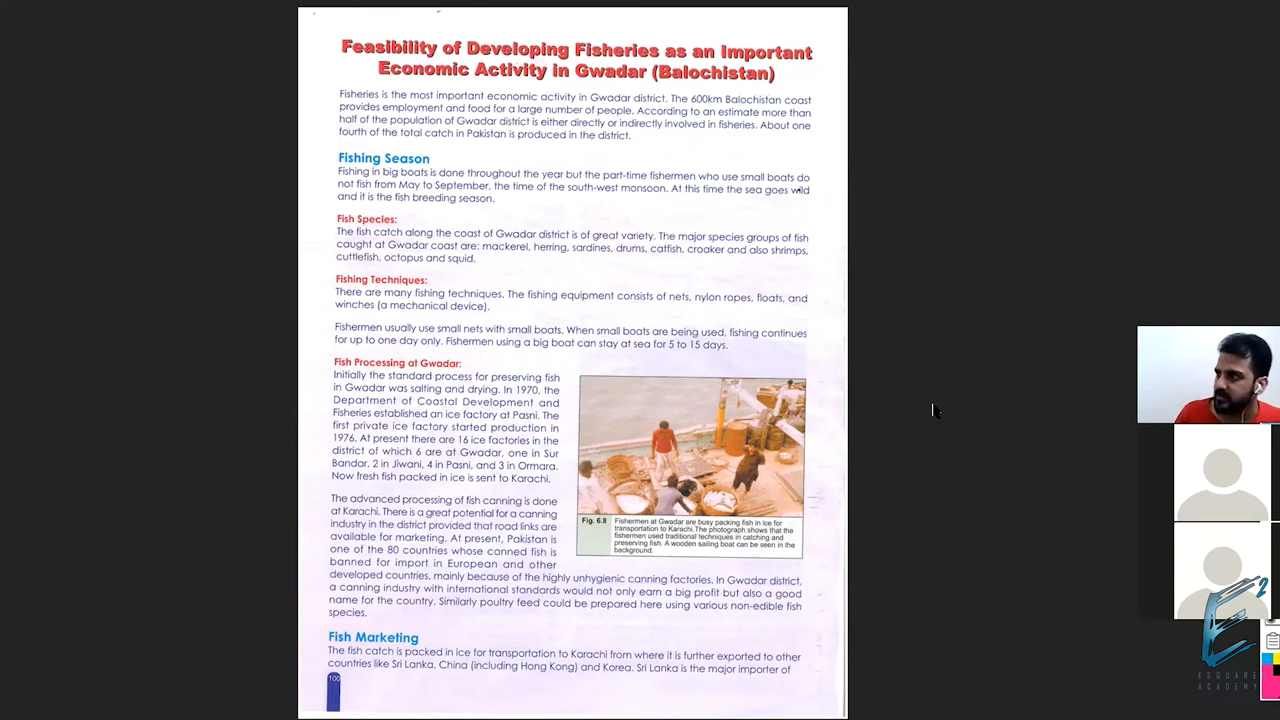 Feasibility of Developing Fisheries as an Important
Economic Activity in Gwadar (Balochistan)
Fisheries is the most important economic activity in Gwadar district. The 600km Balochistan coast
provides employment and food for a large number of people. According to an estimate more than
half of the population of Gwadar district is either directly or indirectly involved in fisheries. About one
fourth of the total catch in Pakistan is produced in the district.
Fishing Season
Fishing in big boats is done throughout the year but the part-time fishermen who use small boats do
not fish from May to September, the time of the south-west monsoon. At this time the sea goes wild
and it is the fish breeding season.
Fish Species:
The fish catch along the coast of Gwadar district is of great variety. The major species groups of fish
caught at Gwadar coast are: mackerel, herring, sardines, drums, catfish, croaker and also shrimps,
cuttlefish, octopus and squid.
Fishing Techniques:
There are many fishing techniques. The fishing equipment consists of nets, nylon ropes, floats, and
winches (a mechanical device).
Fishermen usually use small nets with small boats. When small boats are being used, fishing continues
for up to one day only. Fishermen using a big boat can stay at sea for 5 to 15 days.
Fish Processing at Gwadar:
Initially the standard process for preserving fish
in Gwadar was salting and drying. In 1970, the
Department of Coastal Development and
Fisheries established an ice factory at Pasni. The
first private ice factory started production in
1976. At present there are 16 ice factories in the
district of which 6 are at Gwadar, one in Sur
Bandar, 2 in Jiwani, 4 in Pasni, and 3 in Ormara.
Now fresh fish packed in ice is sent to Karachi.
The advanced processing of fish canning is done
at Karachi. There is a great potential for a canning
industry in the district provided that road links are
available for marketing. At present, Pakistan is
one of the 80 countries whose canned fish is
banned for import in European and other
developed countries, mainly because of the highly unhygienic canning factories. In Gwadar district,
a canning industry with international standards would not only earn a big profit but also a good
name for the country. Similarly poultry feed could be prepared here using various non-edible fish
species.
Fig. 6.8
Fishermen at Gwadar are busy packing fish in ice for
transportation to Karachi. The photograph shows that the
fishermen used traditional techniques in catching and
preserving fish. A wooden sailing boat can be seen in the
background.
Fish Marketing
The fish catch is packed in ice for transportation to Karachi from where it is further exported to other
countries like Sri Lanka, China (including Hong Kong) and Korea. Sri Lanka is the major importer of
100
E2
ESQUARE
ACADEMY